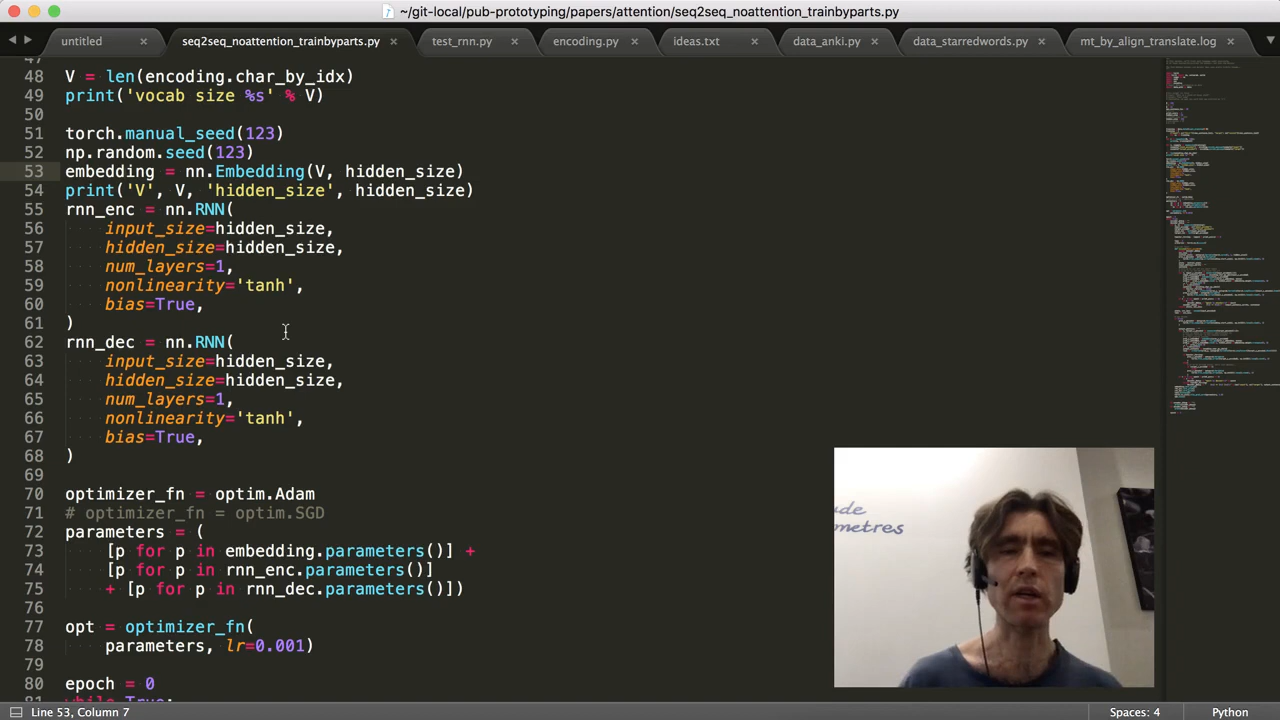 ~/git-local/pub-prototyping/papers/attention/seq2seq_noattention_trainbyparts.py
untitled × seq2seq_noattention_trainbyparts.py × test_rnn.py × encoding.py × ideas.txt × data_anki.py × data_starredwords.py × mt_by_align_translate.log ×
47
48 V = len(encoding.char_by_idx)
49 print('vocab size %s' % V)
50
51 torch.manual_seed(123)
52 np.random.seed(123)
53 embedding = nn.Embedding(V, hidden_size)
54 print('V', V, 'hidden_size', hidden_size)
55 rnn_enc = nn.RNN(
56 input_size=hidden_size,
57 hidden_size=hidden_size,
58 num_layers=1,
59 nonlinearity='tanh',
60 bias=True,
61 )
62 rnn_dec = nn.RNN(
63 input_size=hidden_size,
64 hidden_size=hidden_size,
65 num_layers=1,
66 nonlinearity='tanh',
67 bias=True,
68 )
69
70 optimizer_fn = optim.Adam
71 # optimizer_fn = optim.SGD
72 parameters = (
73 [p for p in embedding.parameters()] +
74 [p for p in rnn_enc.parameters()]
75 + [p for p in rnn_dec.parameters()])
76
77 opt = optimizer_fn(
78 parameters, lr=0.001)
79
80 epoch = 0
81 while True:
ude
metres
Line 53, Column 7 Spaces: 4 Python